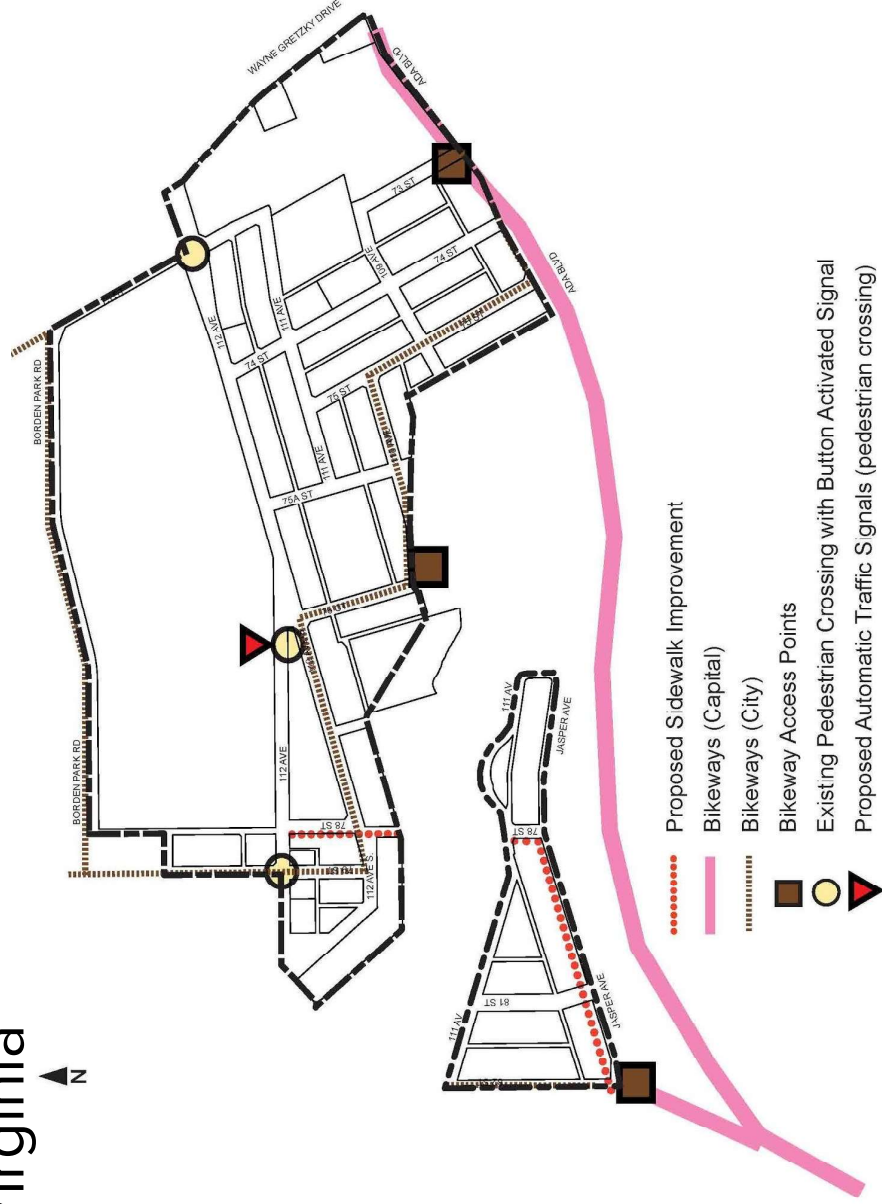 irginia
N
WAYNE GRETZKY DRIVE
ADA BLVD
BORDEN PARK RD
73 ST
112 AVE
109 AVE
111 AVE
74 ST
ADA BLVD
74 ST
75 ST
75 ST
111 AVE
75A ST
BORDEN PARK RD
112 AVE
78 ST
112 AVE S.
111 AV
JASPER AVE
78 ST
81 ST
111 AV
JASPER AVE
Proposed Sidewalk Improvement
Bikeways (Capital)
Bikeways (City)
Bikeway Access Points
Existing Pedestrian Crossing with Button Activated Signal
Proposed Automatic Traffic Signals (pedestrian crossing)